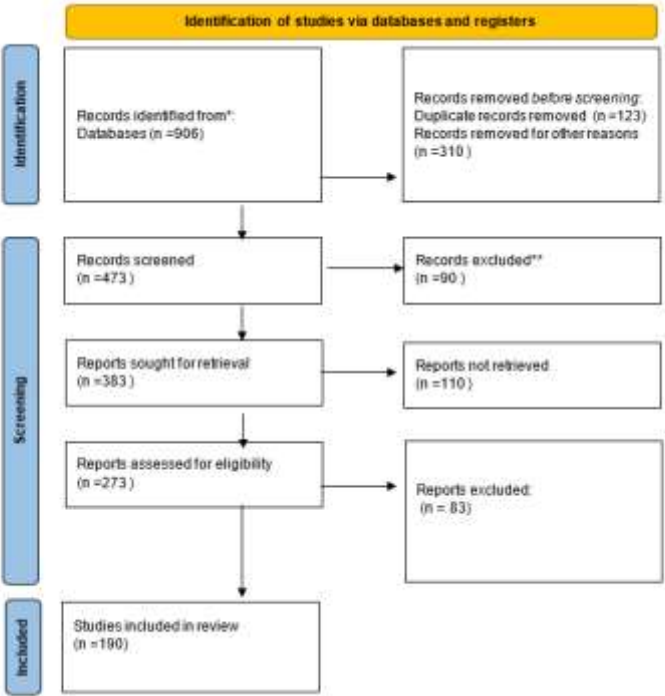 Identification of studies via databases and registers
Identification
Records identified from*:
Databases (n =906)
Records removed before screening:
Duplicate records removed (n =123)
Records removed for other reasons
(n =310 )
Screening
Records screened
(n =473 )
Records excluded**
(n =90 )
Reports sought for retrieval
(n =383 )
Reports not retrieved
(n =110 )
Reports assessed for eligibility
(n =273 )
Reports excluded:
(n = 83)
Included
Studies included in review
(n =190)